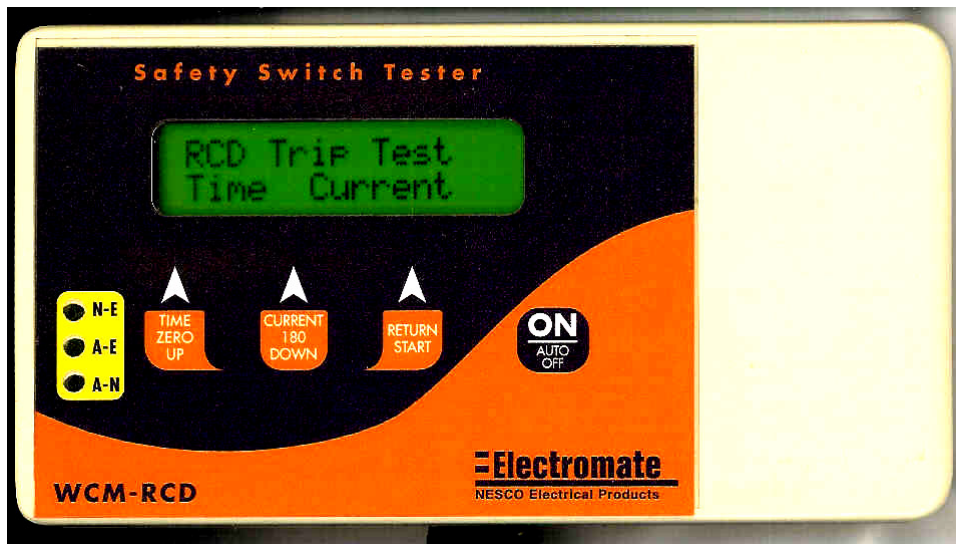 Safety Switch Tester
RCD Trip Test
Time Current
N-E
A-E
A-N
TIME
ZERO
UP
CURRENT
180
DOWN
RETURN
START
ON
AUTO
OFF
Electromate
NESCO Electrical Products
WCM-RCD